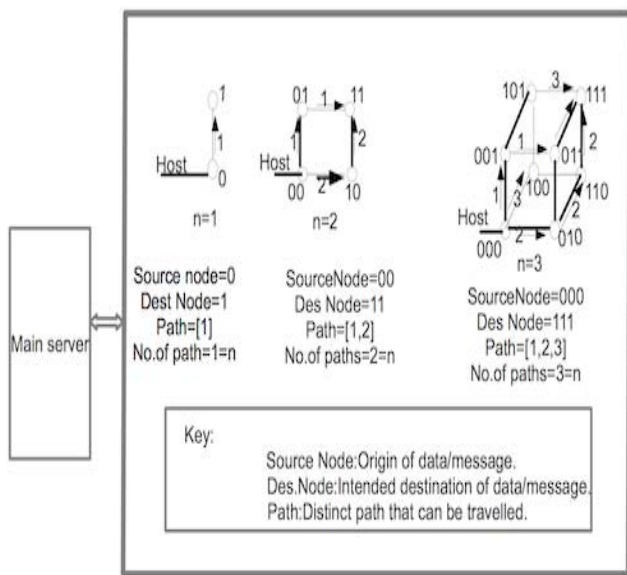 1
1
Host
0
n=1
01
1
11
1
2
Host
00
2
10
n=2
101
3
111
001
1
011
2
100
110
1
3
2
Host
000
2
010
n=3
Source node=0
Dest Node=1
Path=[1]
No.of path=1=n
SourceNode=00
Des Node=11
Path=[1,2]
No.of paths=2=n
SourceNode=000
Des Node=111
Path=[1,2,3]
No.of paths=3=n
Main server
Key:
Source Node:Origin of data/message.
Des.Node:Intended destination of data/message.
Path:Distinct path that can be travelled.